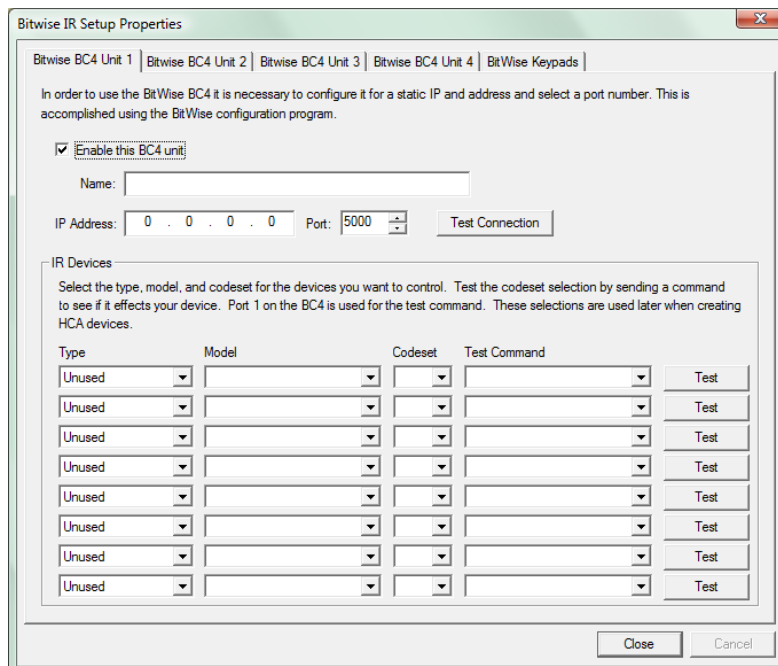 Bitwise IR Setup Properties
Bitwise BC4 Unit 1 Bitwise BC4 Unit 2 Bitwise BC4 Unit 3 Bitwise BC4 Unit 4 BitWise Keypads
In order to use the BitWise BC4 it is necessary to configure it for a static IP and address and select a port number. This is
accomplished using the BitWise configuration program.
Enable this BC4 unit
Name:
IP Address: 0 . 0 . 0 . 0 Port: 5000 Test Connection
IR Devices
Select the type, model, and codeset for the devices you want to control. Test the codeset selection by sending a command
to see if it effects your device. Port 1 on the BC4 is used for the test command. These selections are used later when creating
HCA devices.
Type Model Codeset Test Command
Unused Test
Unused Test
Unused Test
Unused Test
Unused Test
Unused Test
Unused Test
Unused Test
Close Cancel